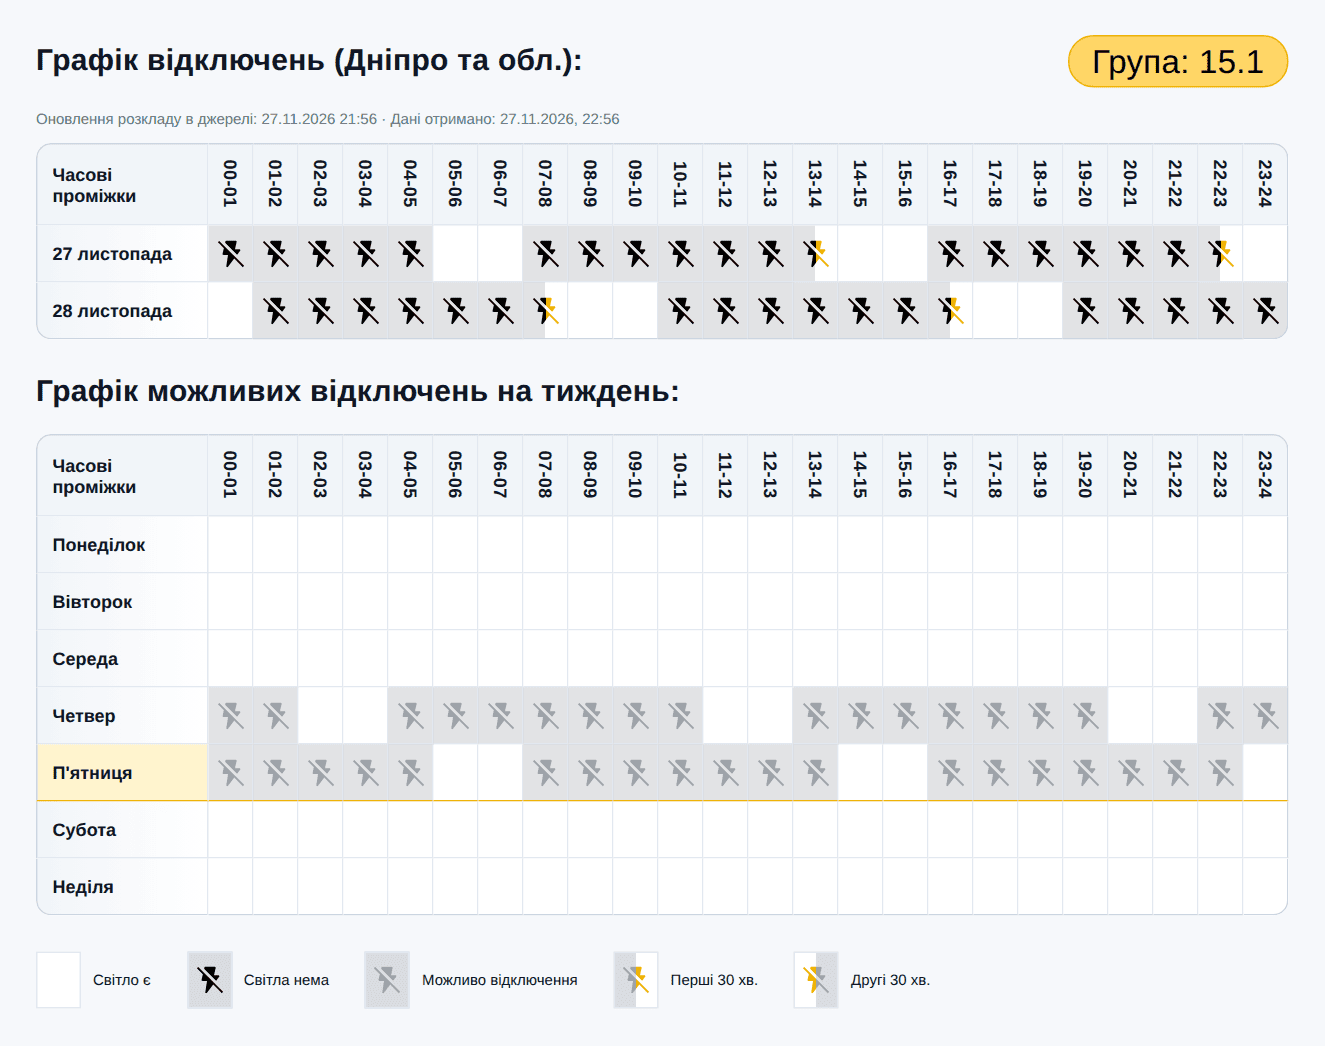 Графік відключень (Дніпро та обл.):
Група: 15.1
Оновлення розкладу в джерелі: 27.11.2026 21:56 · Дані отримано: 27.11.2026, 22:56
Часові
проміжки
00-01 01-02 02-03 03-04 04-05 05-06 06-07 07-08 08-09 09-10 10-11 11-12 12-13 13-14 14-15 15-16 16-17 17-18 18-19 19-20 20-21 21-22 22-23 23-24
27 листопада
28 листопада
Графік можливих відключень на тиждень:
Часові
проміжки
00-01 01-02 02-03 03-04 04-05 05-06 06-07 07-08 08-09 09-10 10-11 11-12 12-13 13-14 14-15 15-16 16-17 17-18 18-19 19-20 20-21 21-22 22-23 23-24
Понеділок
Вівторок
Середа
Четвер
П'ятниця
Субота
Неділя
Світло є
Світла нема
Можливо відключення
Перші 30 хв.
Другі 30 хв.